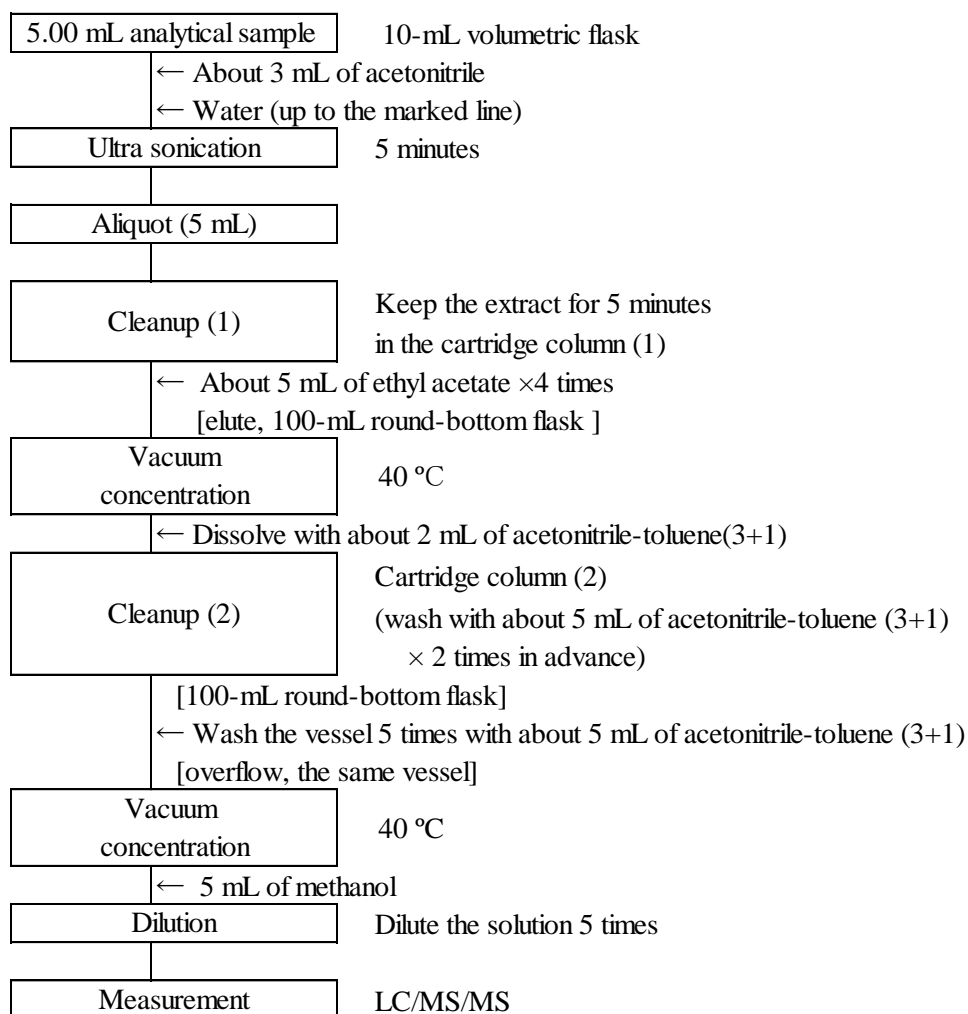 5.00 mL analytical sample 10-mL volumetric flask
← About 3 mL of acetonitrile
← Water (up to the marked line)
Ultra sonication 5 minutes
Aliquot (5 mL)
Cleanup (1) Keep the extract for 5 minutes
in the cartridge column (1)
← About 5 mL of ethyl acetate ×4 times
[elute, 100-mL round-bottom flask ]
Vacuum
concentration 40 ºC
← Dissolve with about 2 mL of acetonitrile-toluene(3+1)
Cartridge column (2)
Cleanup (2) (wash with about 5 mL of acetonitrile-toluene (3+1)
× 2 times in advance)
[100-mL round-bottom flask]
← Wash the vessel 5 times with about 5 mL of acetonitrile-toluene (3+1)
[overflow, the same vessel]
Vacuum
concentration 40 ºC
← 5 mL of methanol
Dilution Dilute the solution 5 times
Measurement LC/MS/MS